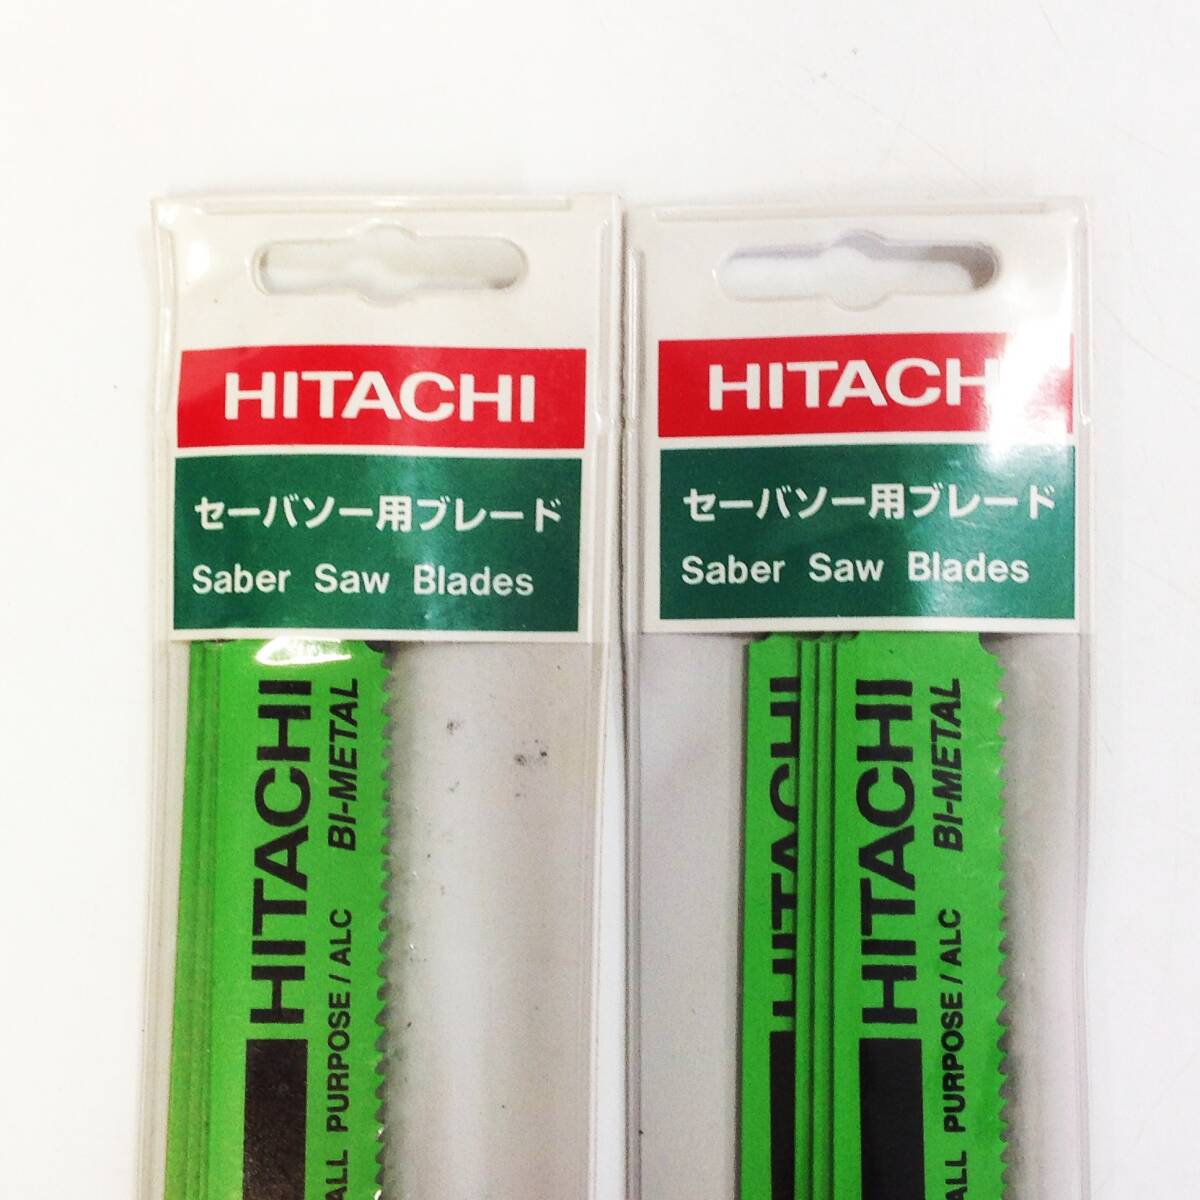 HITACHI
セーバソー用ブレード
Saber Saw Blades
HITACHI
BI-METAL
ALL PURPOSE/ALC
HITACHI
セーバソー用ブレード
Saber Saw Blades
HITACHI
HITACHI
BI-METAL
ALL PURPOSE/ALC